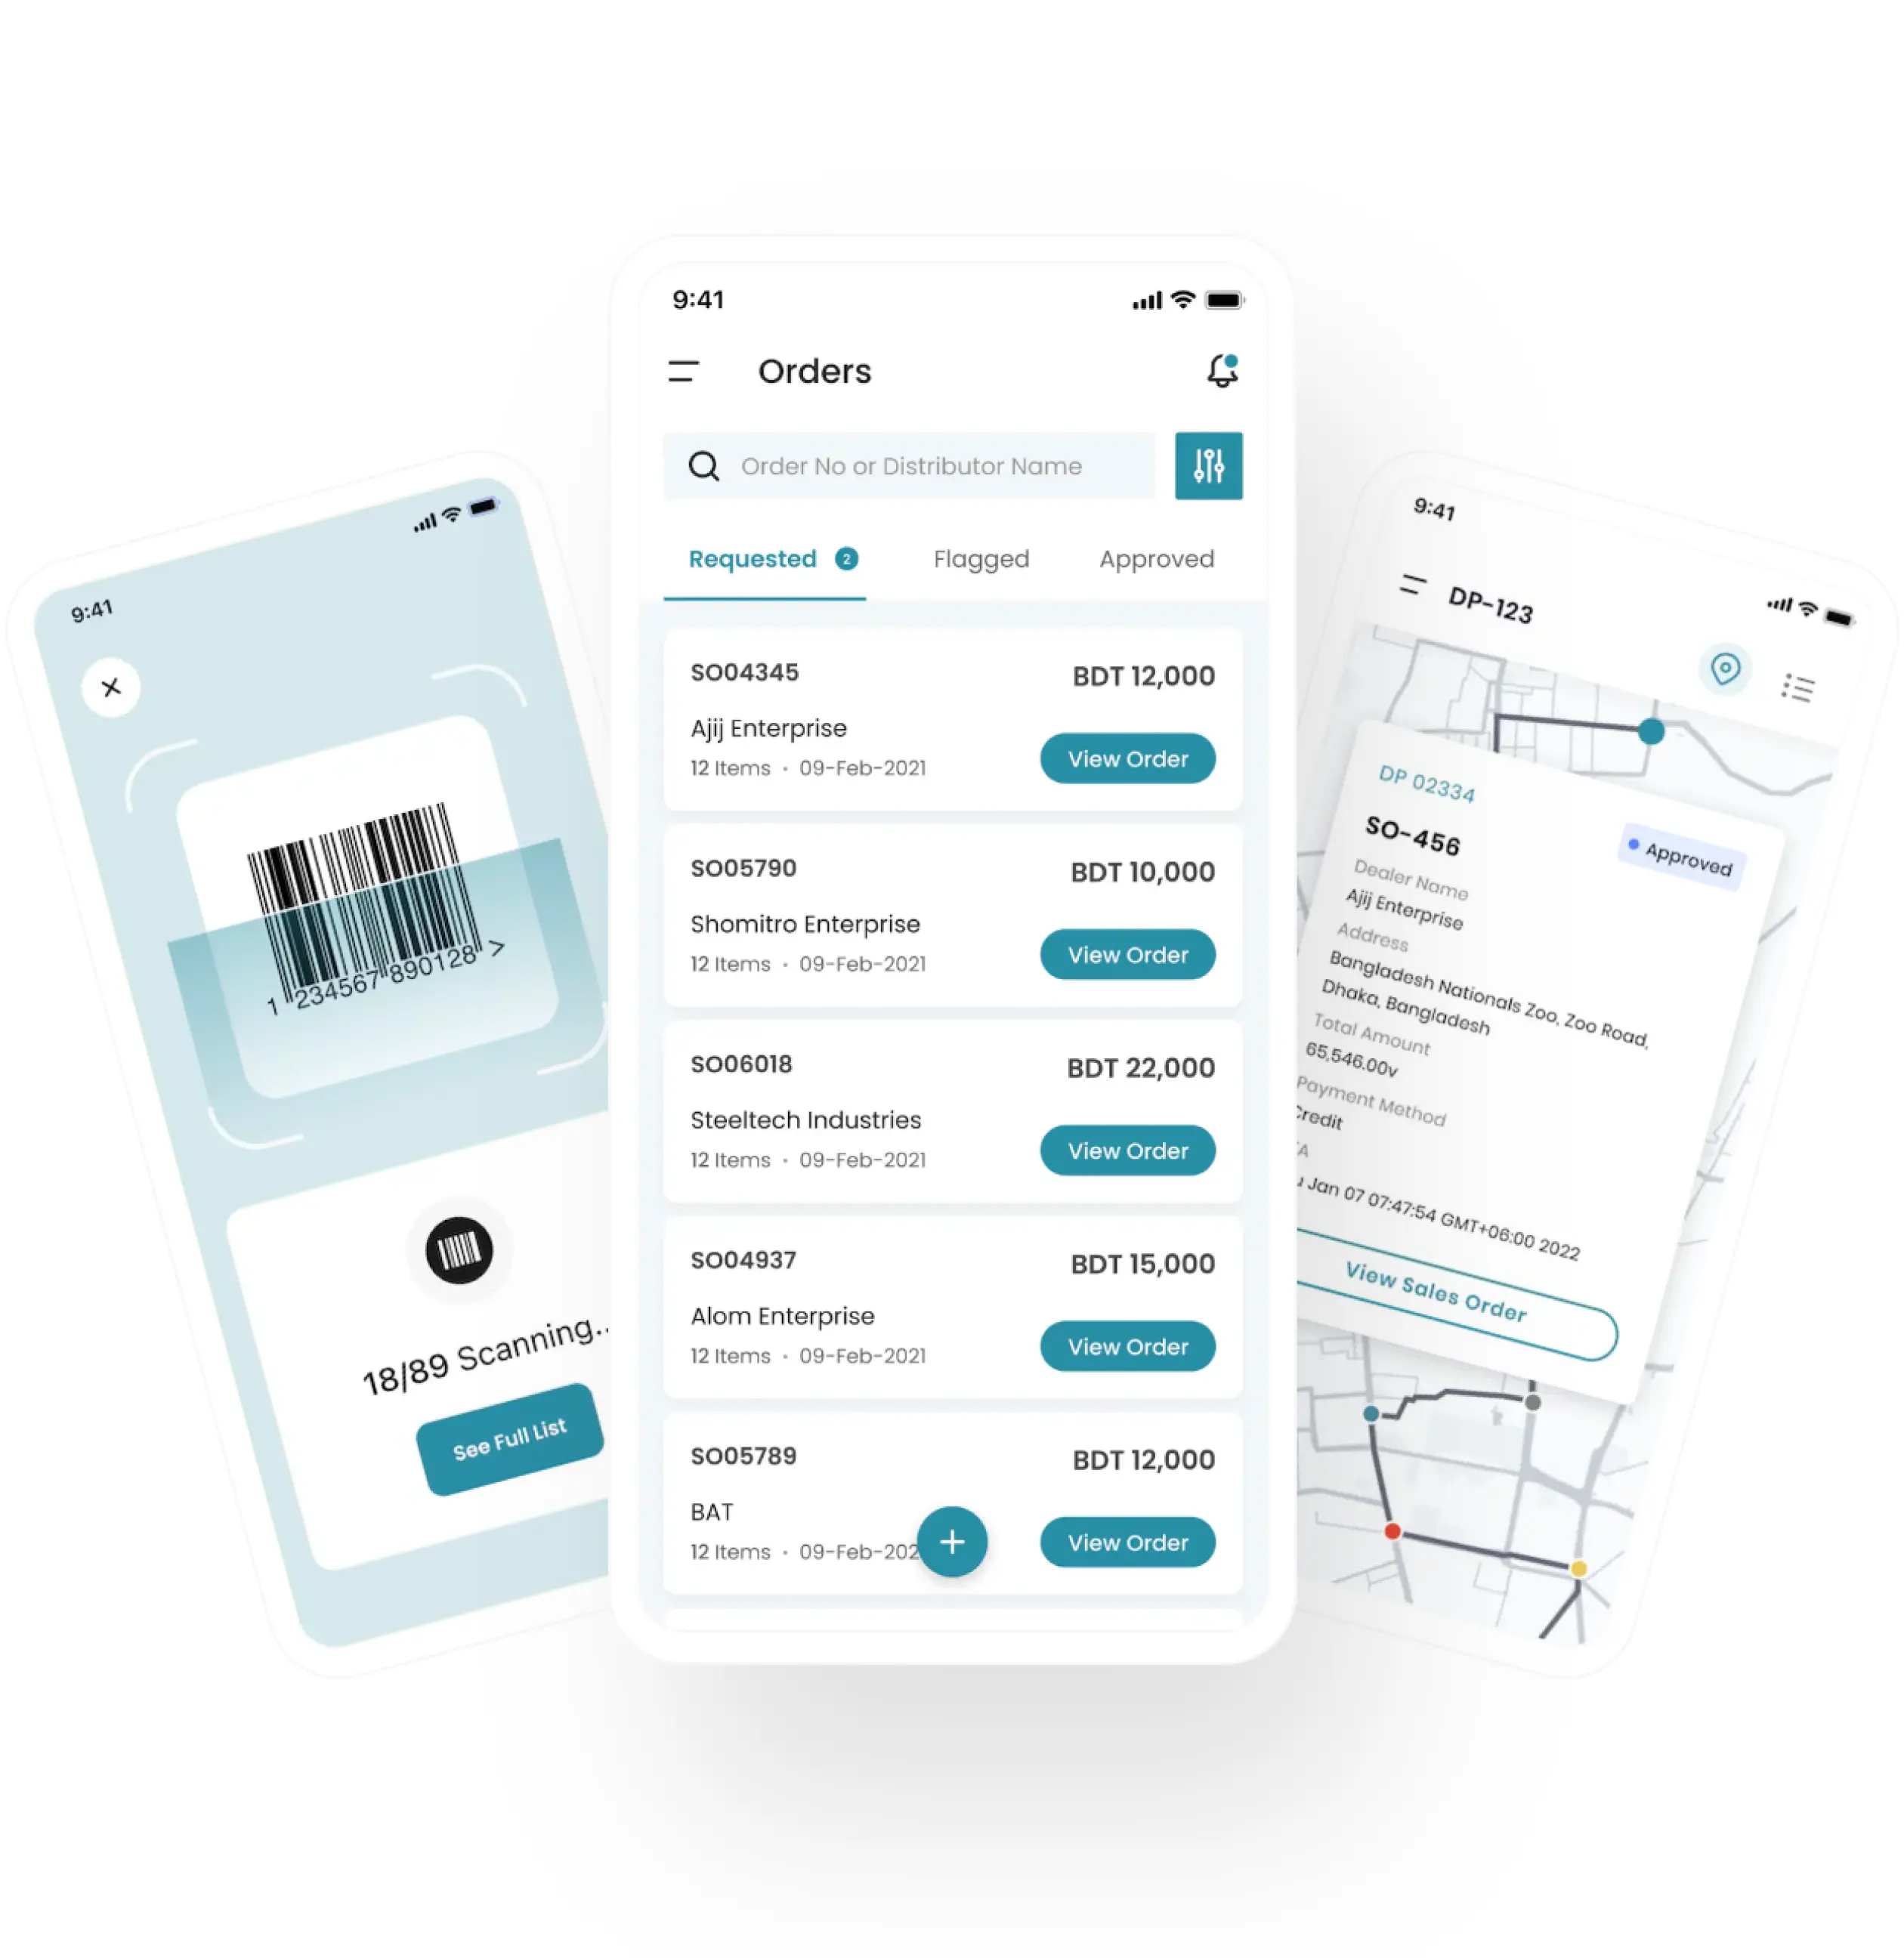 9:41
×
1 234567 890128 >
18/89 Scanning..
See Full List
9:41
Orders
Order No or Distributor Name
Requested 2 Flagged Approved
SO04345 BDT 12,000
Ajij Enterprise
12 Items • 09-Feb-2021 View Order
SO05790 BDT 10,000
Shomitro Enterprise
12 Items • 09-Feb-2021 View Order
SO06018 BDT 22,000
Steeltech Industries
12 Items • 09-Feb-2021 View Order
SO04937 BDT 15,000
Alom Enterprise
12 Items • 09-Feb-2021 View Order
SO05789 BDT 12,000
BAT
12 Items • 09-Feb-202 View Order
+
9:41
DP-123
DP 02334
SO-456 Approved
Dealer Name
Ajij Enterprise
Address
Bangladesh Nationals Zoo, Zoo Road,
Dhaka, Bangladesh
Total Amount
65,546.00v
Payment Method
Credit
Jan 07 07:47:54 GMT+06:00 2022
View Sales Order